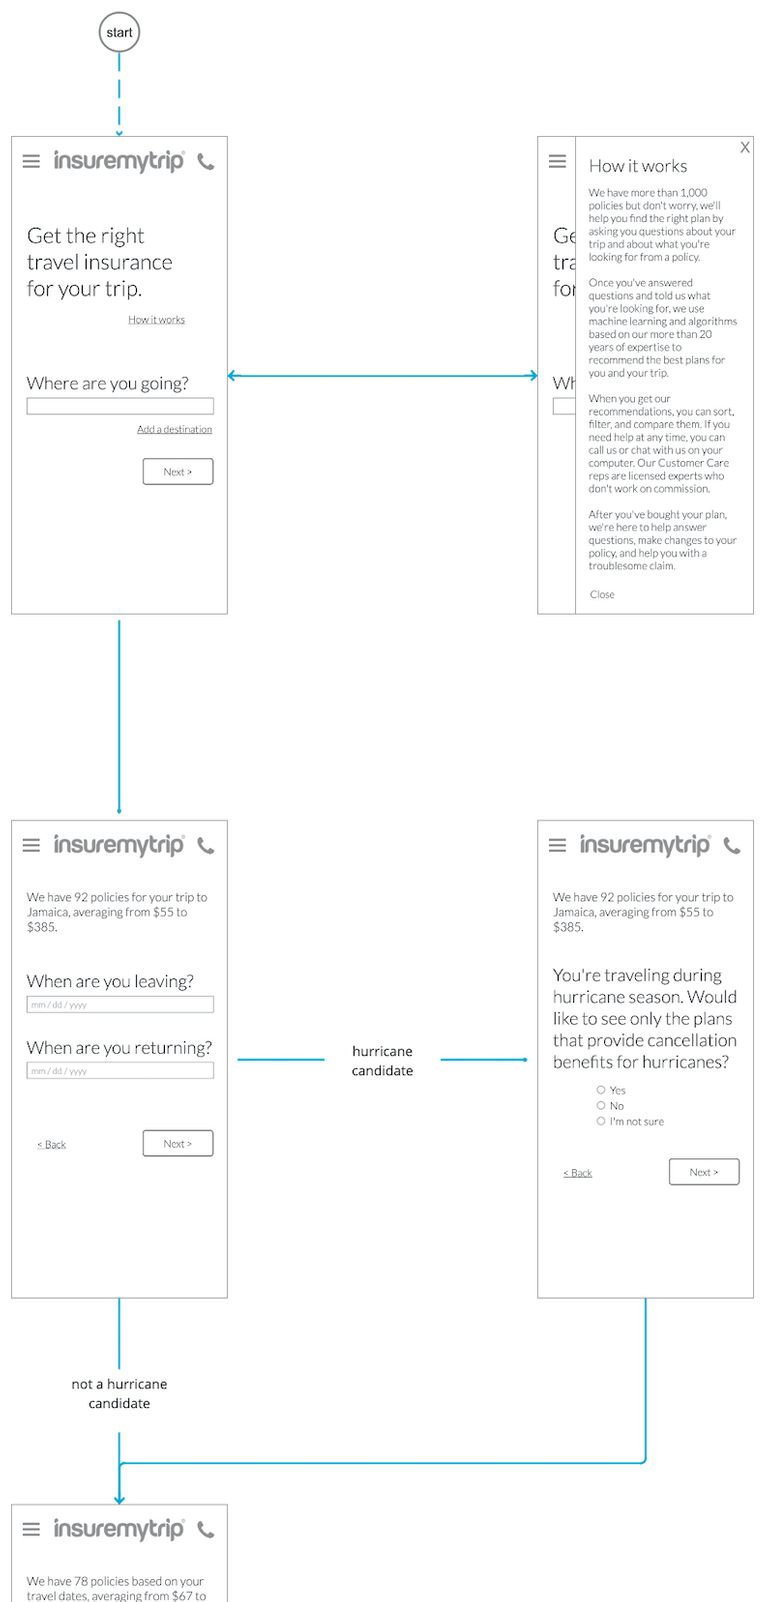 start
insuremytrip
Get the right
travel insurance
for your trip.
How it works
Where are you going?
Add a destination
Next >
X
Ge
tra
for
Wh
How it works
We have more than 1,000
policies but don't worry, we'll
help you find the right plan by
asking you questions about your
trip and about what you're
looking for from a policy.
Once you've answered
questions and told us what
you're looking for, we use
machine learning and algorithms
based on our more than 20
years of expertise to
recommend the best plans for
you and your trip.
When you get our
recommendations, you can sort,
filter, and compare them. If you
need help at any time, you can
call us or chat with us on your
computer. Our Customer Care
reps are licensed experts who
don't work on commission.
After you've bought your plan,
we're here to help answer
questions, make changes to your
policy, and help you with a
troublesome claim.
Close
insuremytrip
We have 92 policies for your trip to
Jamaica, averaging from $55 to
$385.
When are you leaving?
mm / dd / yyyy
When are you returning?
mm / dd / yyyy
< Back
Next >
hurricane
candidate
insuremytrip
We have 92 policies for your trip to
Jamaica, averaging from $55 to
$385.
You're traveling during
hurricane season. Would
like to see only the plans
that provide cancellation
benefits for hurricanes?
Yes
No
I'm not sure
< Back
Next >
not a hurricane
candidate
insuremytrip
We have 78 policies based on your
travel dates, averaging from $67 to